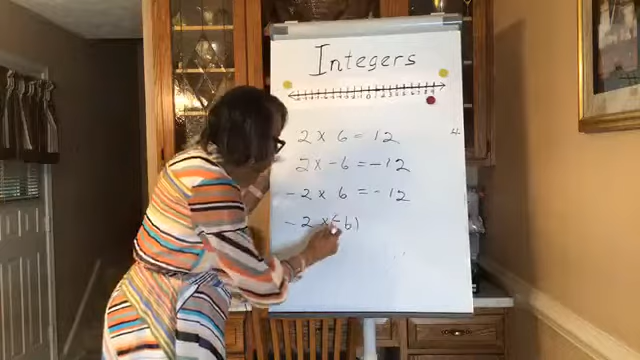 Integers
2 x 6 = 12
2 x -6 = -12
-2 x 6 = -12
-2 x (-6)